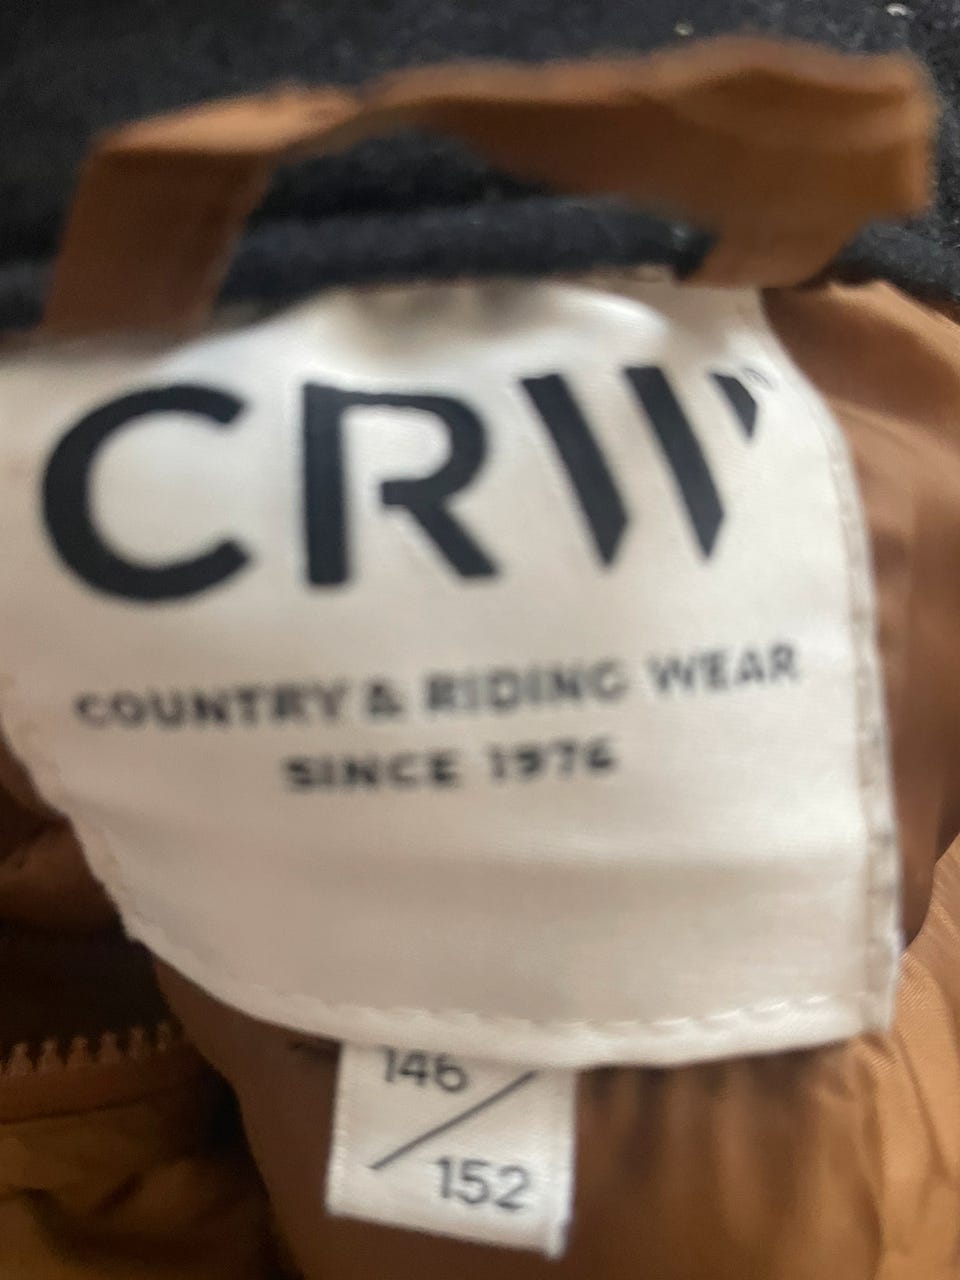 CRW
COUNTRY & RIDING WEAR
SINCE 1976
146/
152